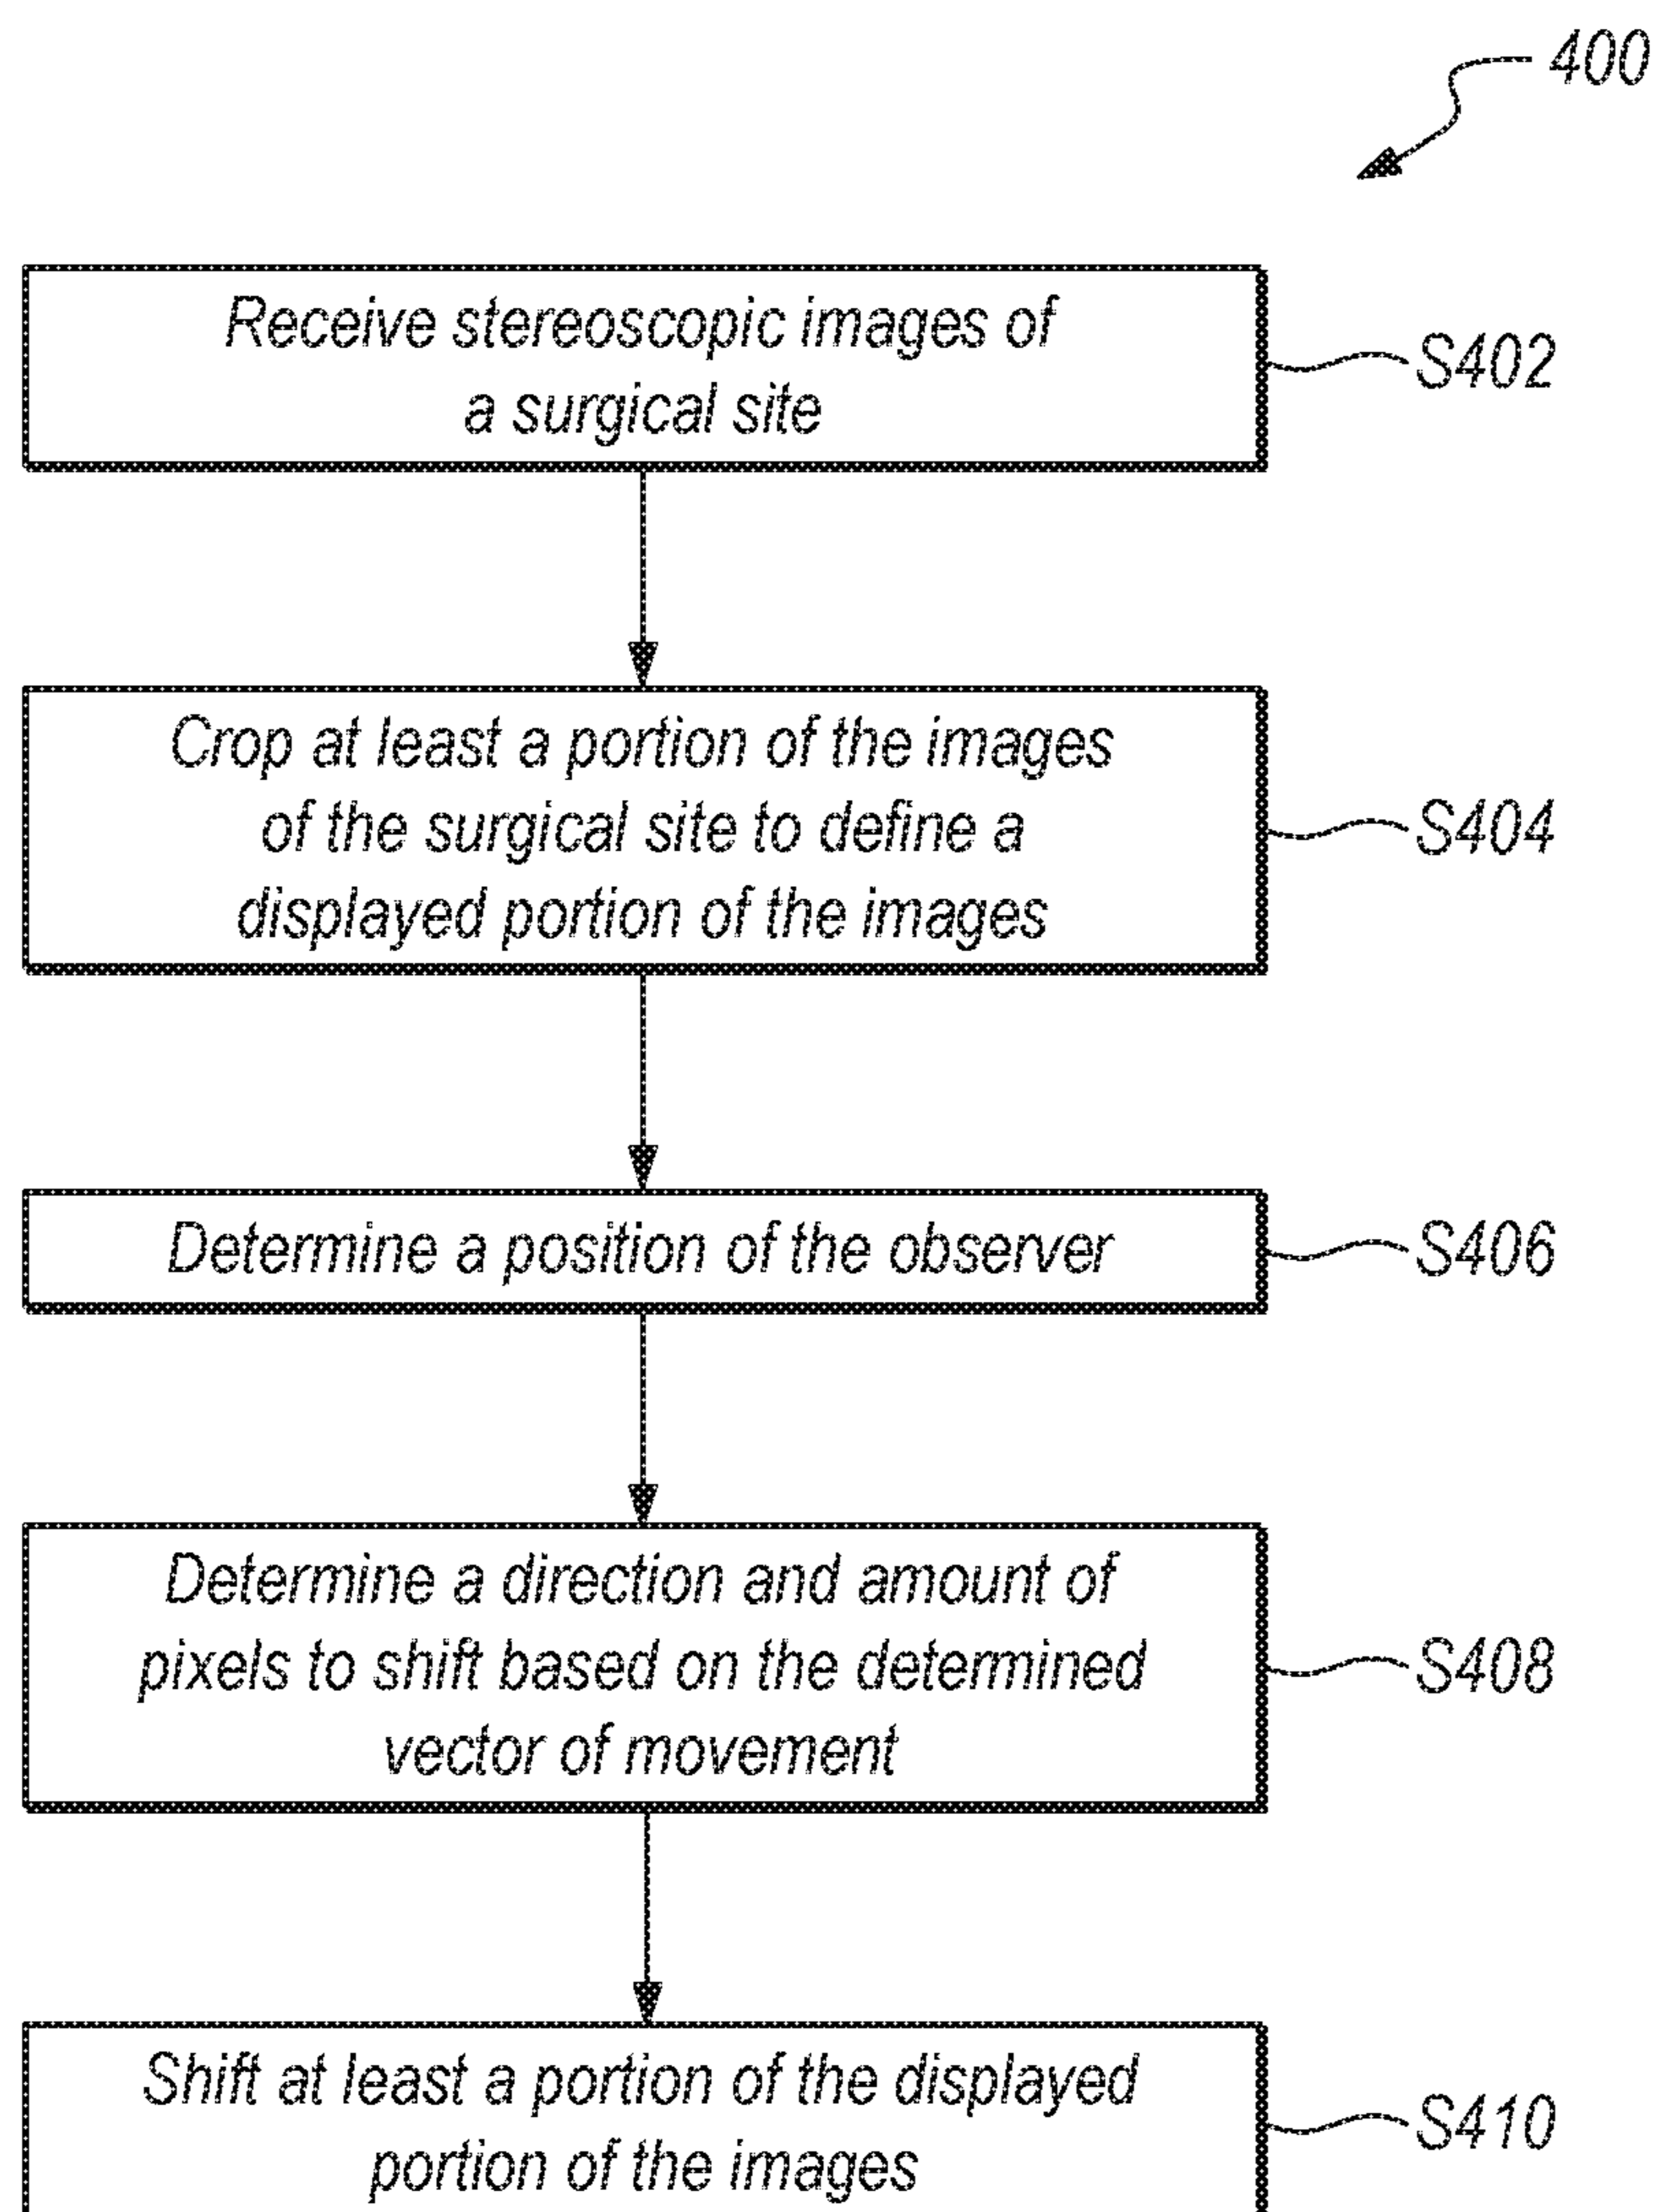 400
Receive stereoscopic images of
a surgical site
S402
Crop at least a portion of the images
of the surgical site to define a
displayed portion of the images
S404
Determine a position of the observer
S406
Determine a direction and amount of
pixels to shift based on the determined
vector of movement
S408
Shift at least a portion of the displayed
portion of the images
S410